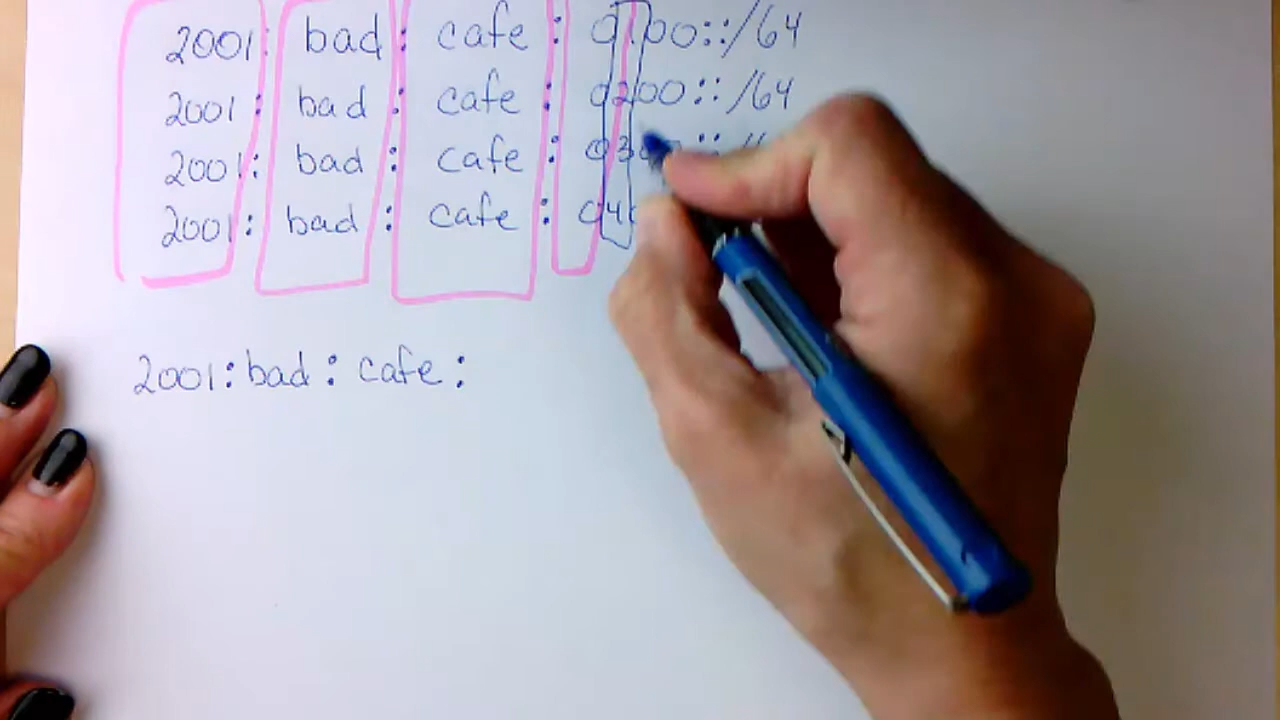 2001: bad: cafe: 0100::/64
2001: bad: cafe: 0200::/64
2001: bad: cafe:
2001: bad: cafe:
2001:bad: cafe: